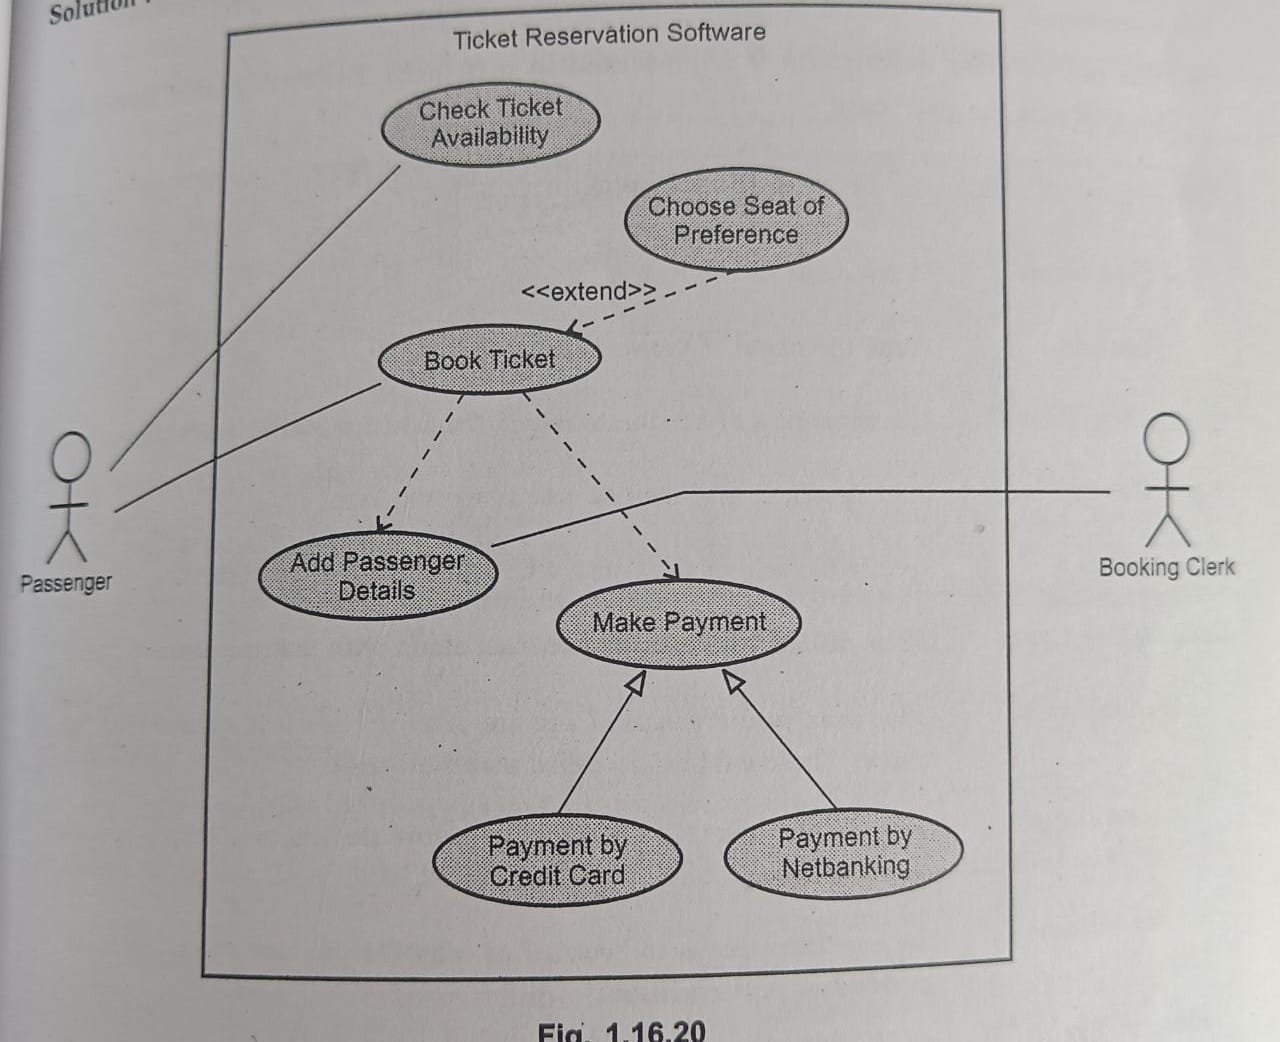 Solution
Ticket Reservation Software
Check Ticket
Availability
Choose Seat of
Preference
<<extend>>
Book Ticket
Add Passenger
Details
Passenger
Booking Clerk
Make Payment
Payment by
Credit Card
Payment by
Netbanking
Fig. 1.16.20